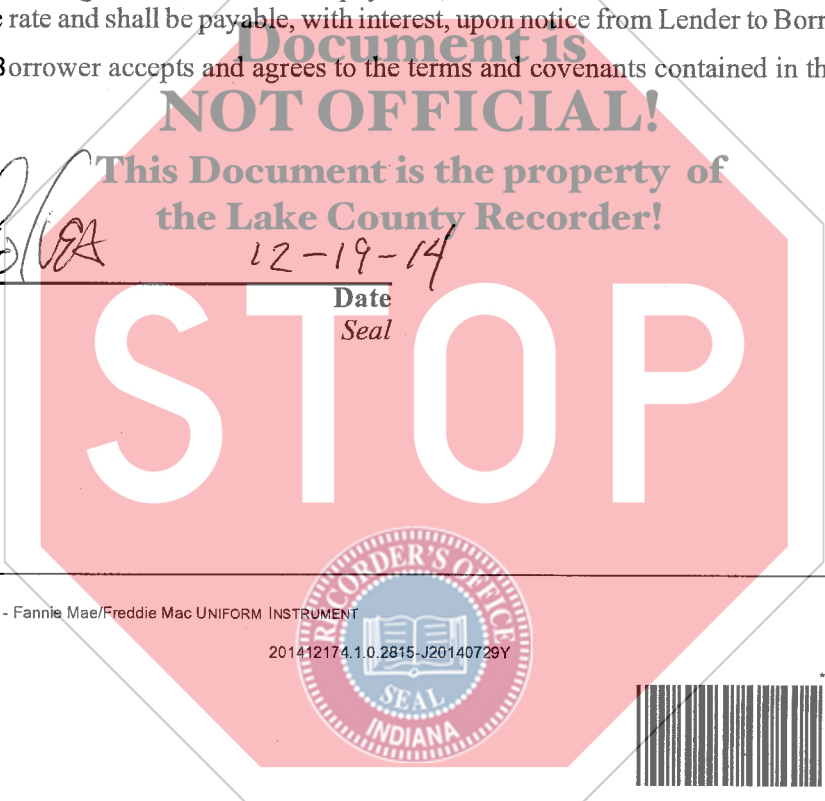 rate and shall be payable, with interest, upon notice from Lender to Borr
Document is
Borrower accepts and agrees to the terms and covenants contained in th
NOT OFFICIAL!
This Document is the property of
the Lake County Recorder!
12-19-14
Date
Seal
STOP
RECORDER'S OFFICE
- Fannie Mae/Freddie Mac UNIFORM INSTRUMENT
201412174.1.0.2815-J20140729Y
SEAL
INDIANA
*